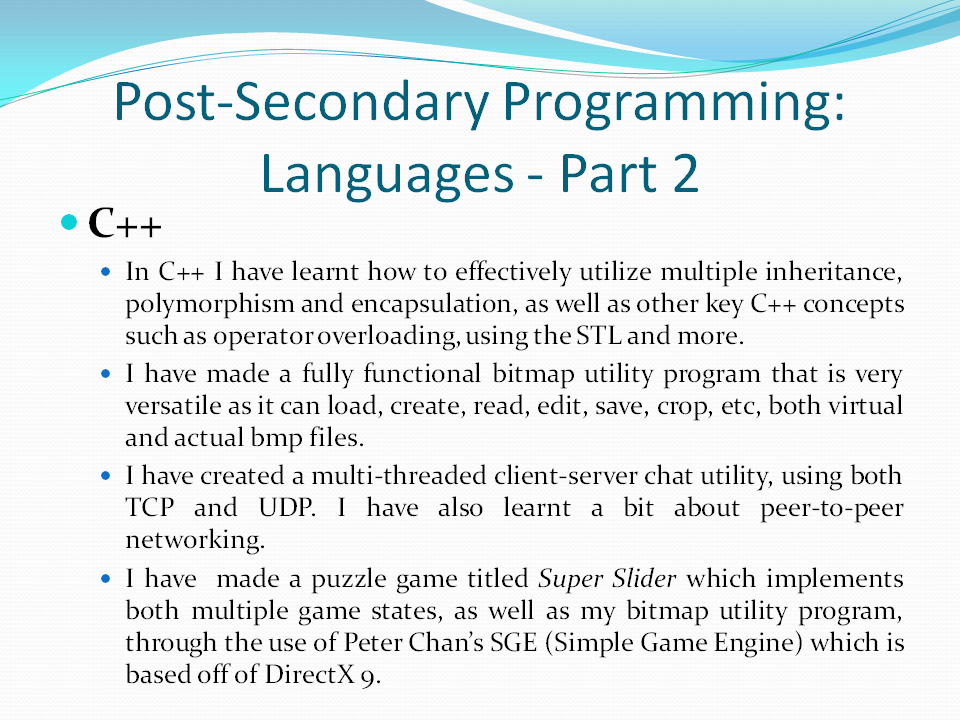 Post-Secondary Programming:
Languages - Part 2
• C++
• In C++ I have learnt how to effectively utilize multiple inheritance,
polymorphism and encapsulation, as well as other key C++ concepts
such as operator overloading, using the STL and more.
• I have made a fully functional bitmap utility program that is very
versatile as it can load, create, read, edit, save, crop, etc, both virtual
and actual bmp files.
• I have created a multi-threaded client-server chat utility, using both
TCP and UDP. I have also learnt a bit about peer-to-peer
networking.
• I have made a puzzle game titled Super Slider which implements
both multiple game states, as well as my bitmap utility program,
through the use of Peter Chan’s SGE (Simple Game Engine) which is
based off of DirectX 9.